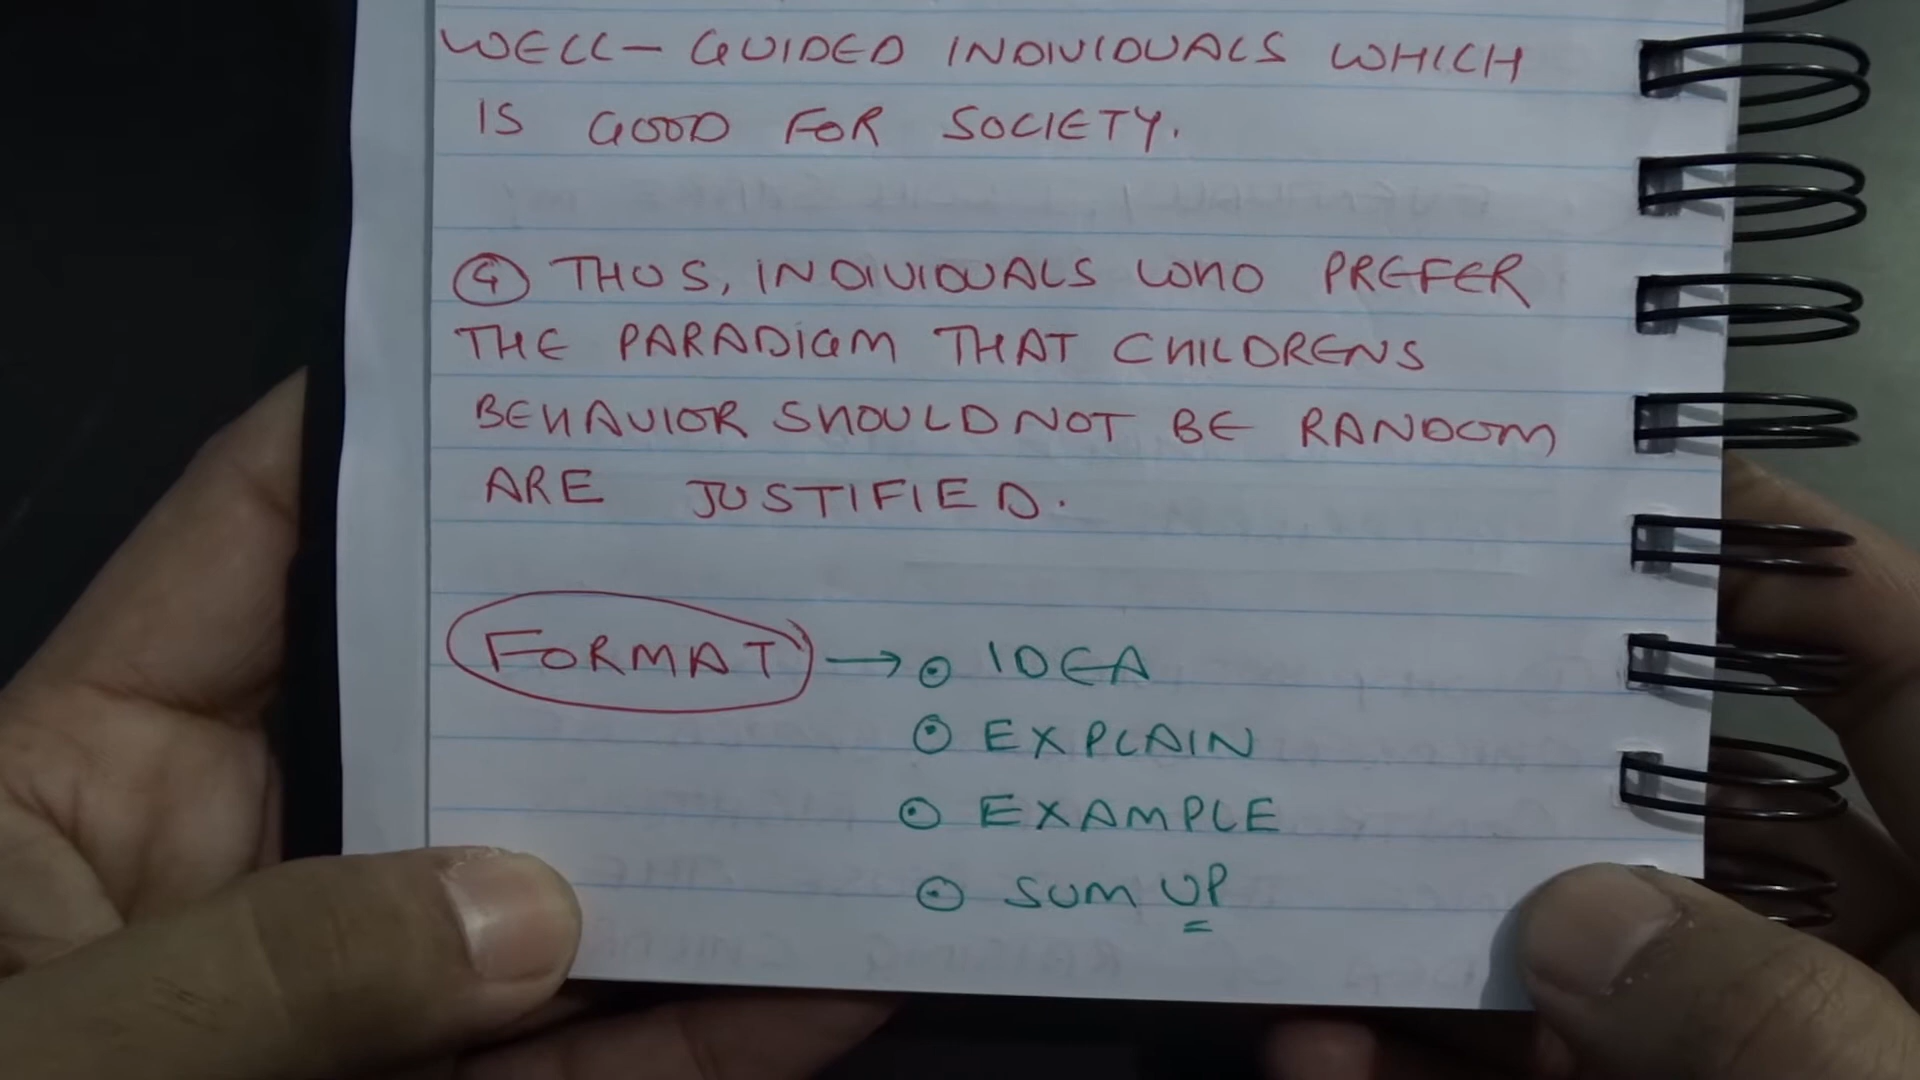 WELL- GUIDED INDIVIDUALS WHICH
IS GOOD FOR SOCIETY.
④ THUS, INDIVIDUALS WHO PREFER
THE PARADIGM THAT CHILDRENS
BEHAVIOR SHOULD NOT BE RANDOM
ARE JUSTIFIED.
FORMAT → ⊙ IDEA
⊙ EXPLAIN
⊙ EXAMPLE
⊙ SUM UP